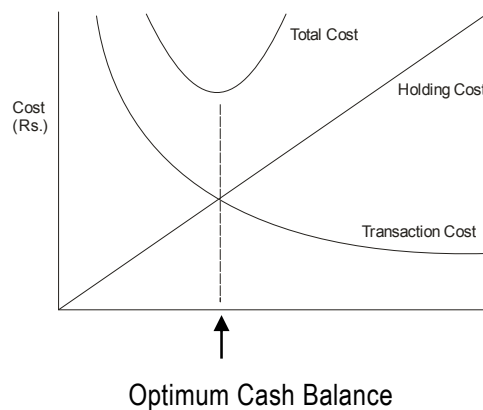 Total Cost
Holding Cost
Cost
(Rs.)
Transaction Cost
Optimum Cash Balance